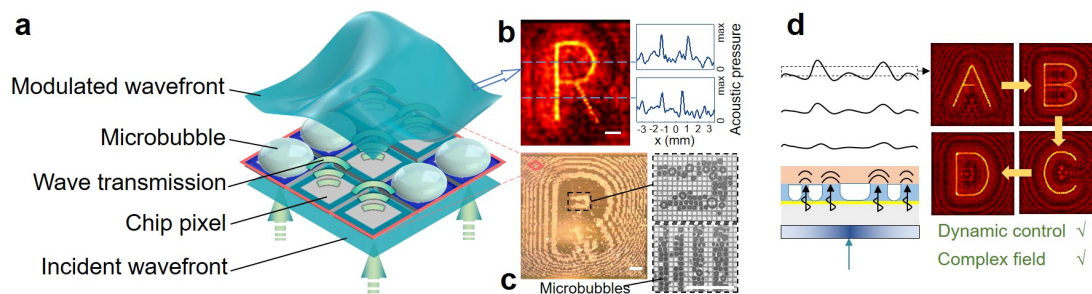 a
Modulated wavefront
Microbubble
Wave transmission
Chip pixel
Incident wavefront
b
R
max
0
max
0
Acoustic pressure
-3 -2 -1 0 1 2 3
x (mm)
c
Microbubbles
d
A
B
D
C
Dynamic control √
Complex field √